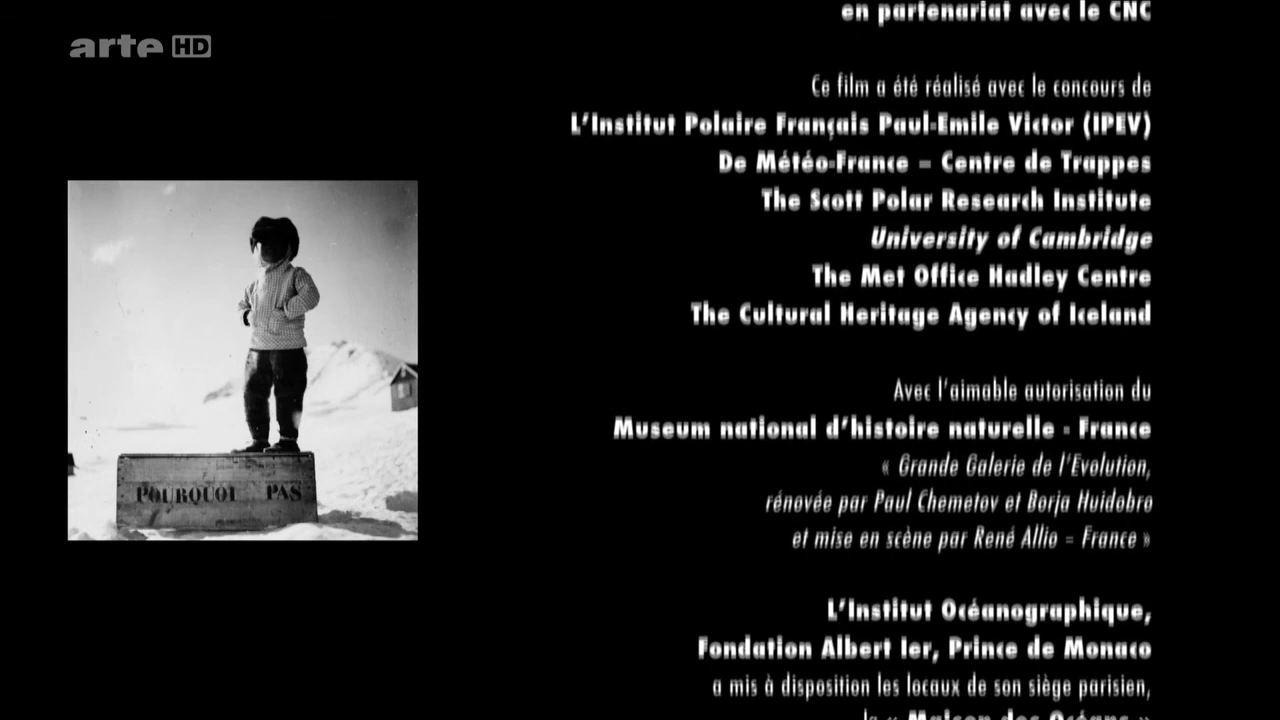 arte HD
en partenariat avec le CNC
Ce film a été réalisé avec le concours de
L'Institut Polaire Français Paul-Emile Victor (IPEV)
De Météo-France – Centre de Trappes
The Scott Polar Research Institute
University of Cambridge
The Met Office Hadley Centre
The Cultural Heritage Agency of Iceland
Avec l'aimable autorisation du
Museum national d'histoire naturelle - France
« Grande Galerie de l'Evolution,
rénovée par Paul Chemetov et Borja Huidobro
et mise en scène par René Allio – France »
L'Institut Océanographique,
Fondation Albert Ier, Prince de Monaco
a mis à disposition les locaux de son siège parisien,
la « Maison des Océans »
POURQUOI PAS